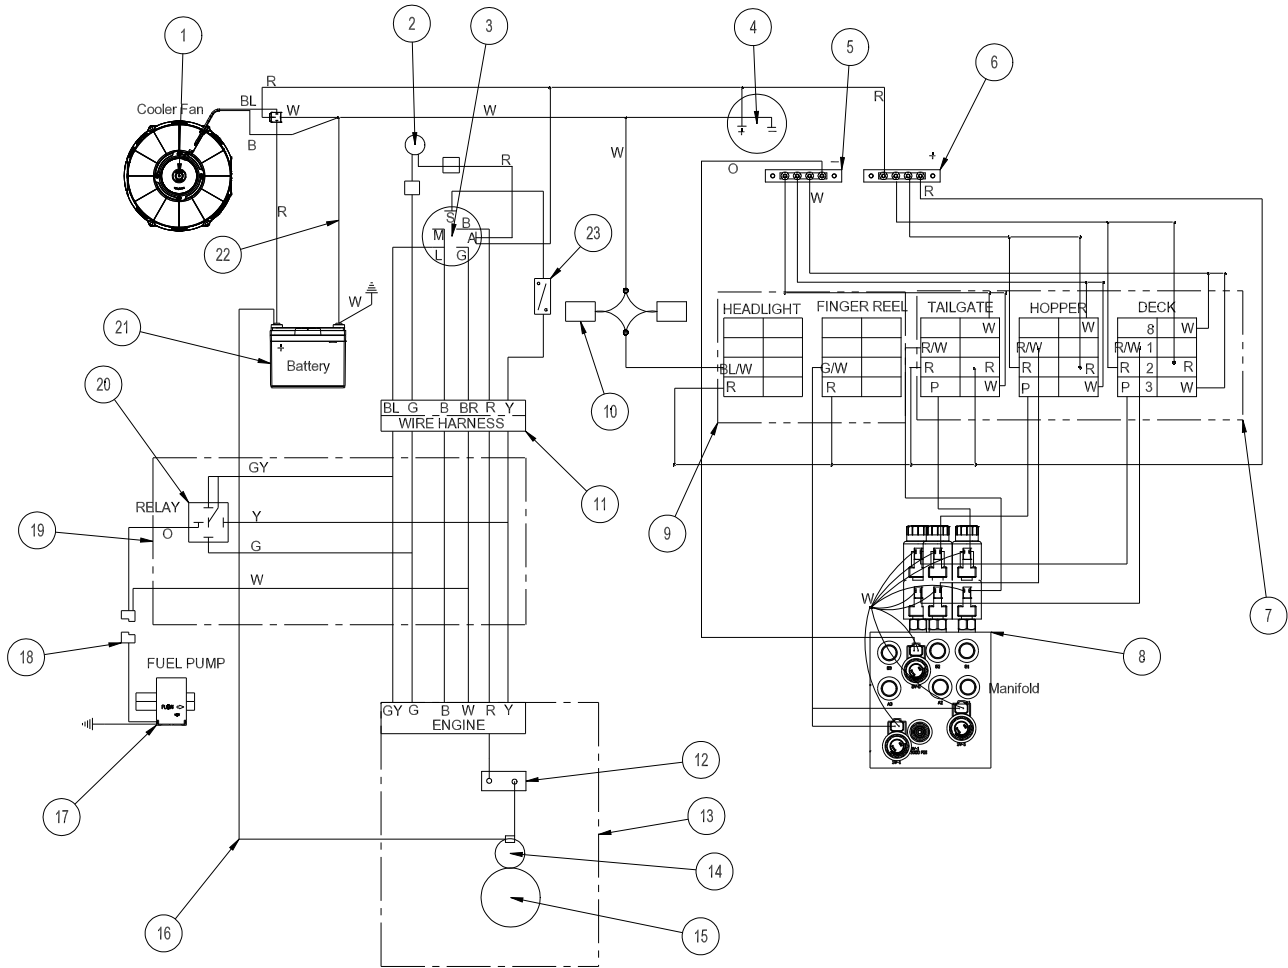 1
2
3
4
5
6
R
BL
Cooler Fan
W
W
B
R
W
R
+
−
O
−
+
W
R
S
B
M
A
L
G
R
22
23
W
HEADLIGHT
FINGER REEL
TAILGATE
HOPPER
DECK
W
W
8
W
R/W
R/W
R/W
1
BL/W
G/W
R
R
R
R
R
2
R
R
R
P
W
P
W
P
3
W
21
+
−
Battery
20
10
BL
G
B
BR
R
Y
WIRE HARNESS
11
GY
RELAY
Y
O
G
W
19
9
7
W
18
FUEL PUMP
8
Manifold
GY
G
B
W
R
Y
ENGINE
17
12
13
14
16
15